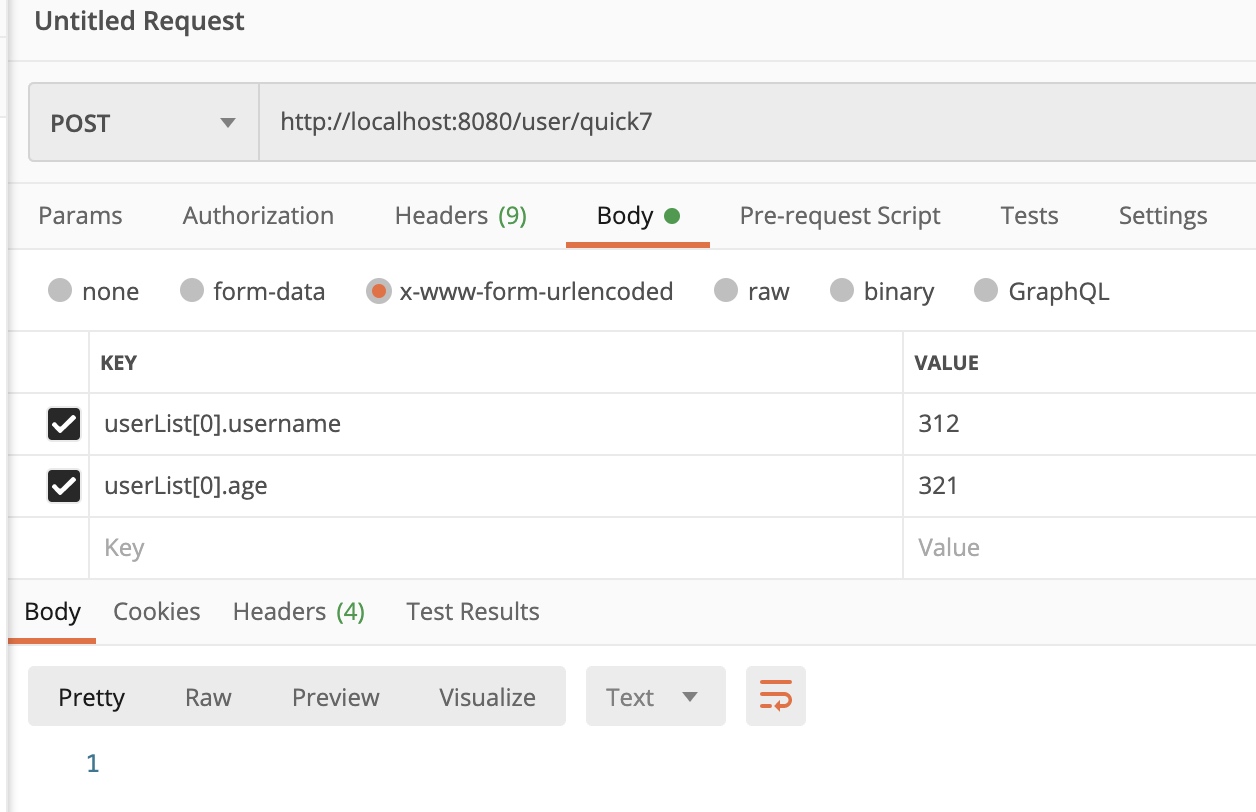 Untitled Request
POST http://localhost:8080/user/quick7
Params Authorization Headers (9) Body Pre-request Script Tests Settings
none form-data x-www-form-urlencoded raw binary GraphQL
KEY VALUE
userList[0].username 312
userList[0].age 321
Key Value
Body Cookies Headers (4) Test Results
Pretty Raw Preview Visualize Text
1